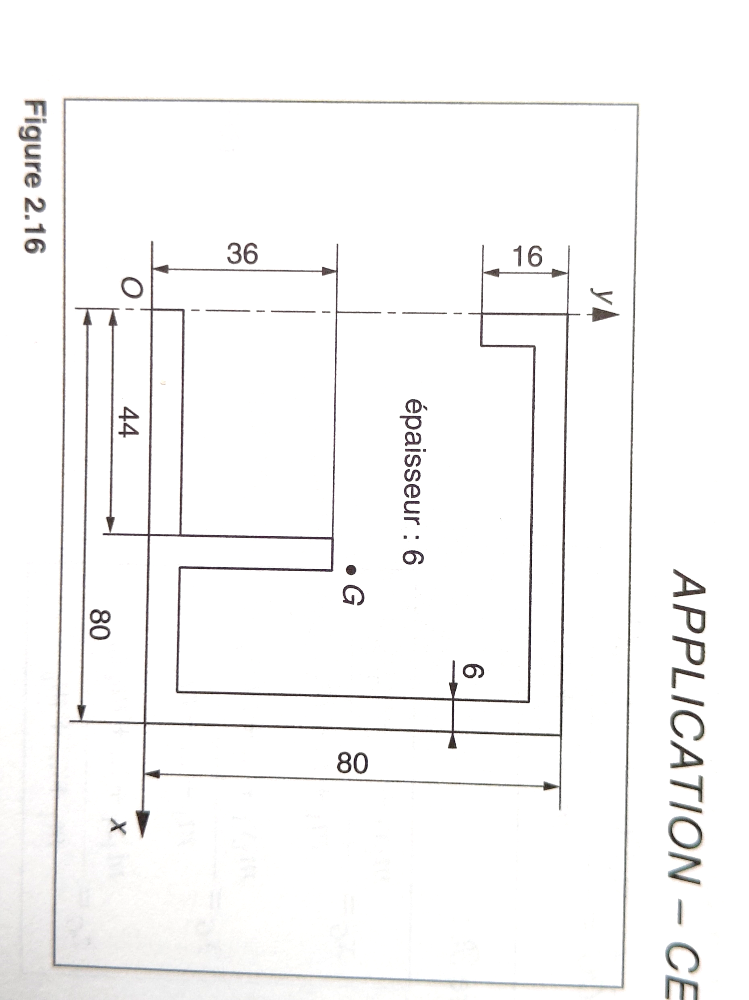 APPLICATION – CE
y
16
36
épaisseur : 6
G
6
80
O
44
80
x
Figure 2.16